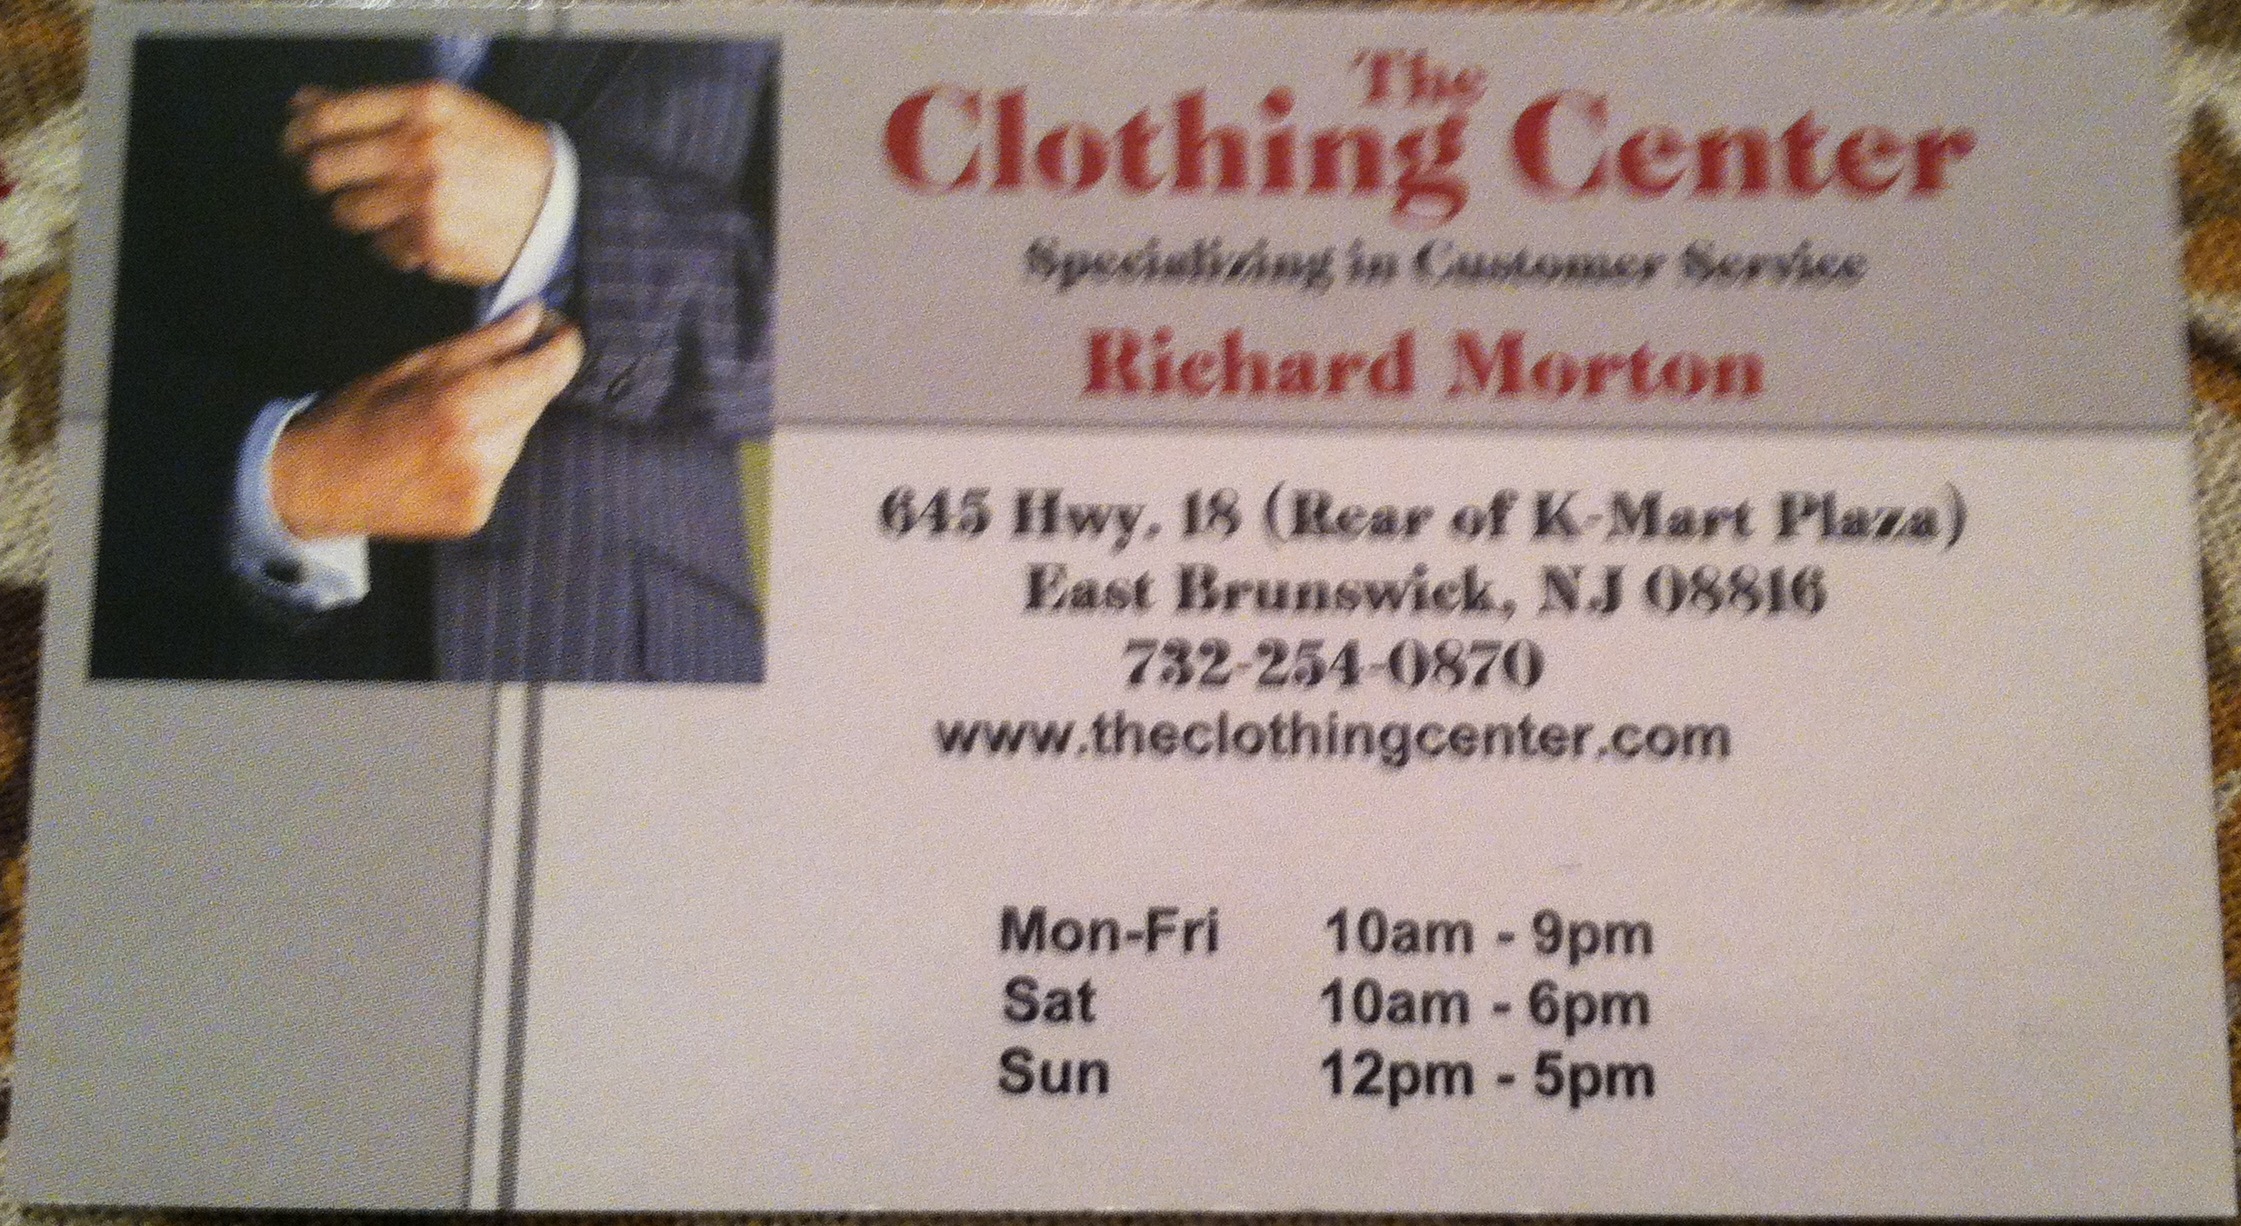 The
Clothing Center
Specializing in Customer Service
Richard Morton
645 Hwy, 18 (Rear of K-Mart Plaza)
East Brunswick, NJ 08816
732-254-0870
www.theclothingcenter.com
Mon-Fri 10am - 9pm
Sat 10am - 6pm
Sun 12pm - 5pm